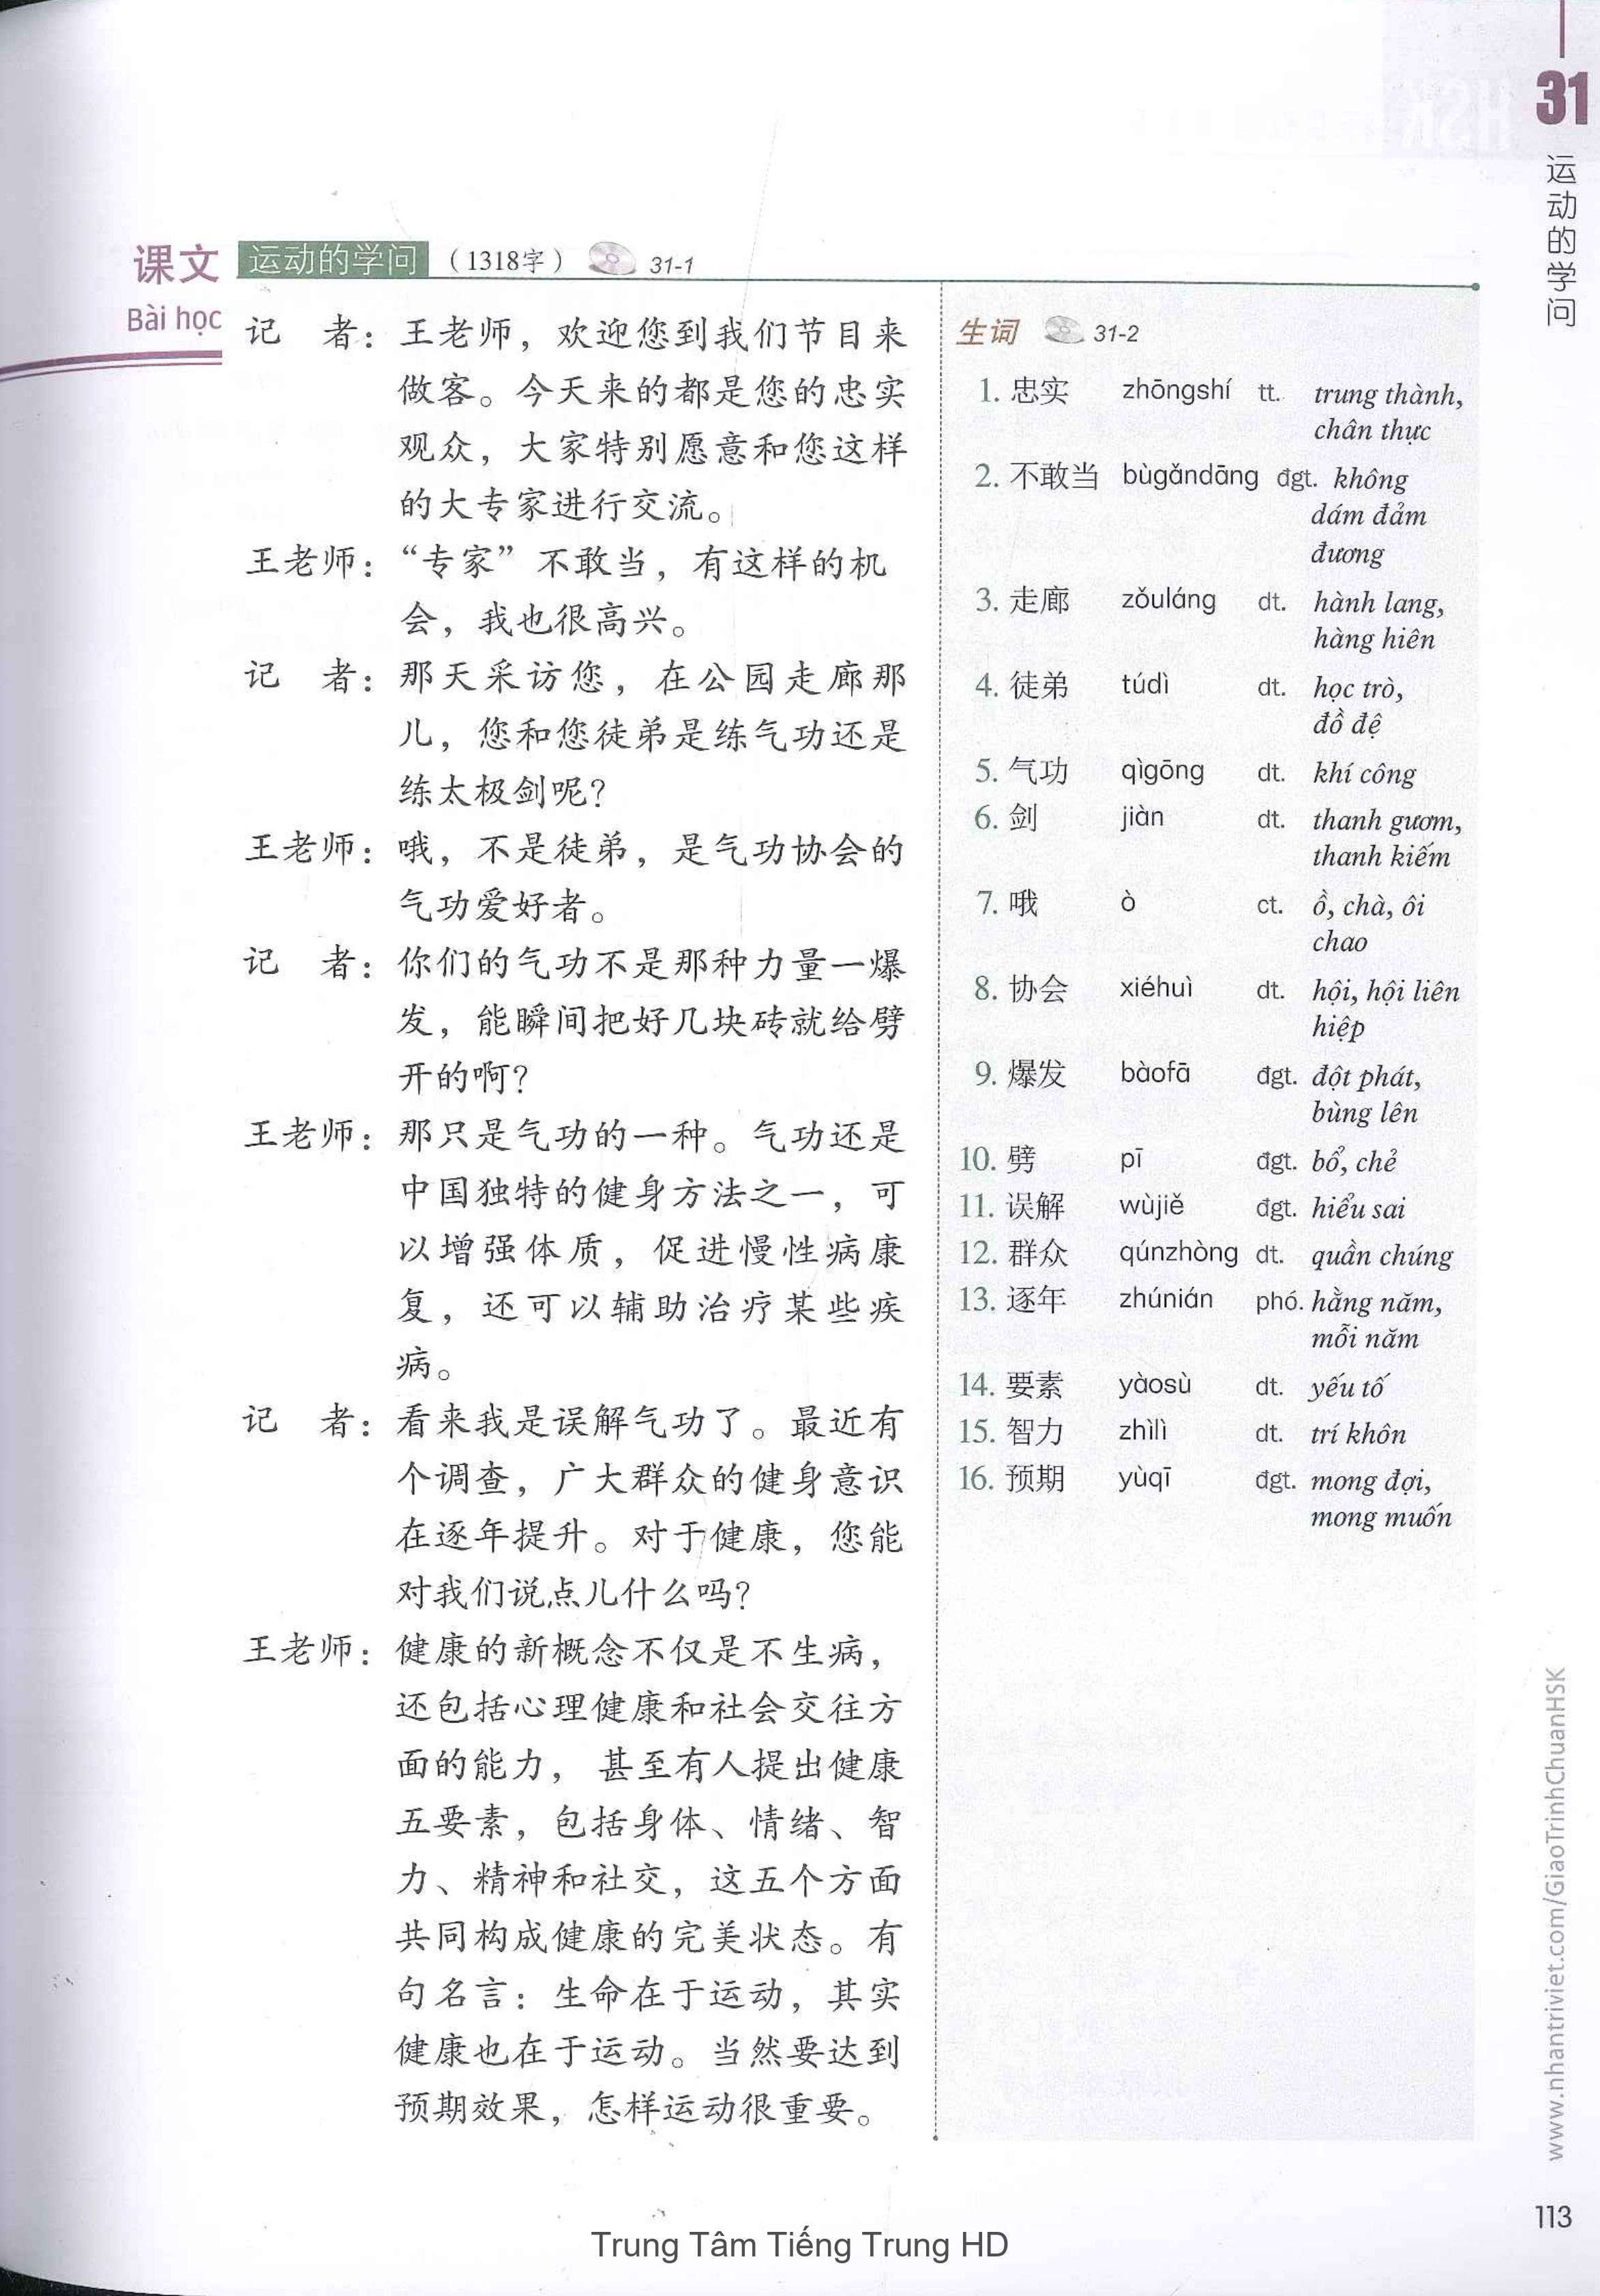 HSK
31
运动的学问
课文
Bài học
运动的学问 （1318字） 31-1
记　者：王老师，欢迎您到我们节目来
做客。今天来的都是您的忠实
观众，大家特别愿意和您这样
的大专家进行交流。
王老师：“专家”不敢当，有这样的机
会，我也很高兴。
记　者：那天采访您，在公园走廊那
儿，您和您徒弟是练气功还是
练太极剑呢？
王老师：哦，不是徒弟，是气功协会的
气功爱好者。
记　者：你们的气功不是那种力量一爆
发，能瞬间把好几块砖就给劈
开的啊？
王老师：那只是气功的一种。气功还是
中国独特的健身方法之一，可
以增强体质，促进慢性病康
复，还可以辅助治疗某些疾
病。
记　者：看来我是误解气功了。最近有
个调查，广大群众的健身意识
在逐年提升。对于健康，您能
对我们说点儿什么吗？
王老师：健康的新概念不仅是不生病，
还包括心理健康和社会交往方
面的能力，甚至有人提出健康
五要素，包括身体、情绪、智
力、精神和社交，这五个方面
共同构成健康的完美状态。有
句名言：生命在于运动，其实
健康也在于运动。当然要达到
预期效果，怎样运动很重要。
生词 31-2
1. 忠实 zhōngshí tt. trung thành,
chân thực
2. 不敢当 bùgǎndāng đgt. không
dám đảm
đương
3. 走廊 zǒuláng dt. hành lang,
hàng hiên
4. 徒弟 túdì dt. học trò,
đồ đệ
5. 气功 qìgōng dt. khí công
6. 剑 jiàn dt. thanh gươm,
thanh kiếm
7. 哦 ò ct. ồ, chà, ôi
chao
8. 协会 xiéhuì dt. hội, hội liên
hiệp
9. 爆发 bàofā đgt. đột phát,
bùng lên
10. 劈 pī đgt. bổ, chẻ
11. 误解 wùjiě đgt. hiểu sai
12. 群众 qúnzhòng dt. quần chúng
13. 逐年 zhúnián phó. hằng năm,
mỗi năm
14. 要素 yàosù dt. yếu tố
15. 智力 zhìlì dt. trí khôn
16. 预期 yùqī đgt. mong đợi,
mong muốn
www.nhantriviet.com/GiaoTrinhChuanHSK
113
Trung Tâm Tiếng Trung HD